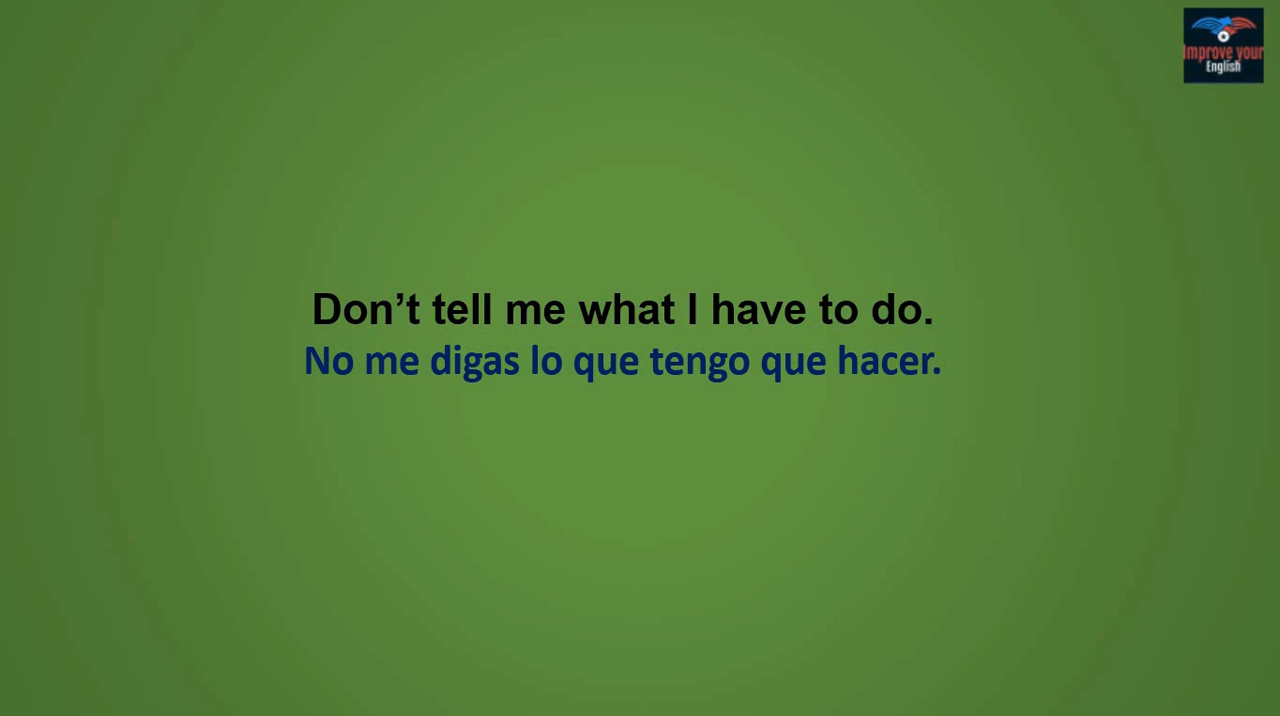 Improve your
English
Don’t tell me what I have to do.
No me digas lo que tengo que hacer.